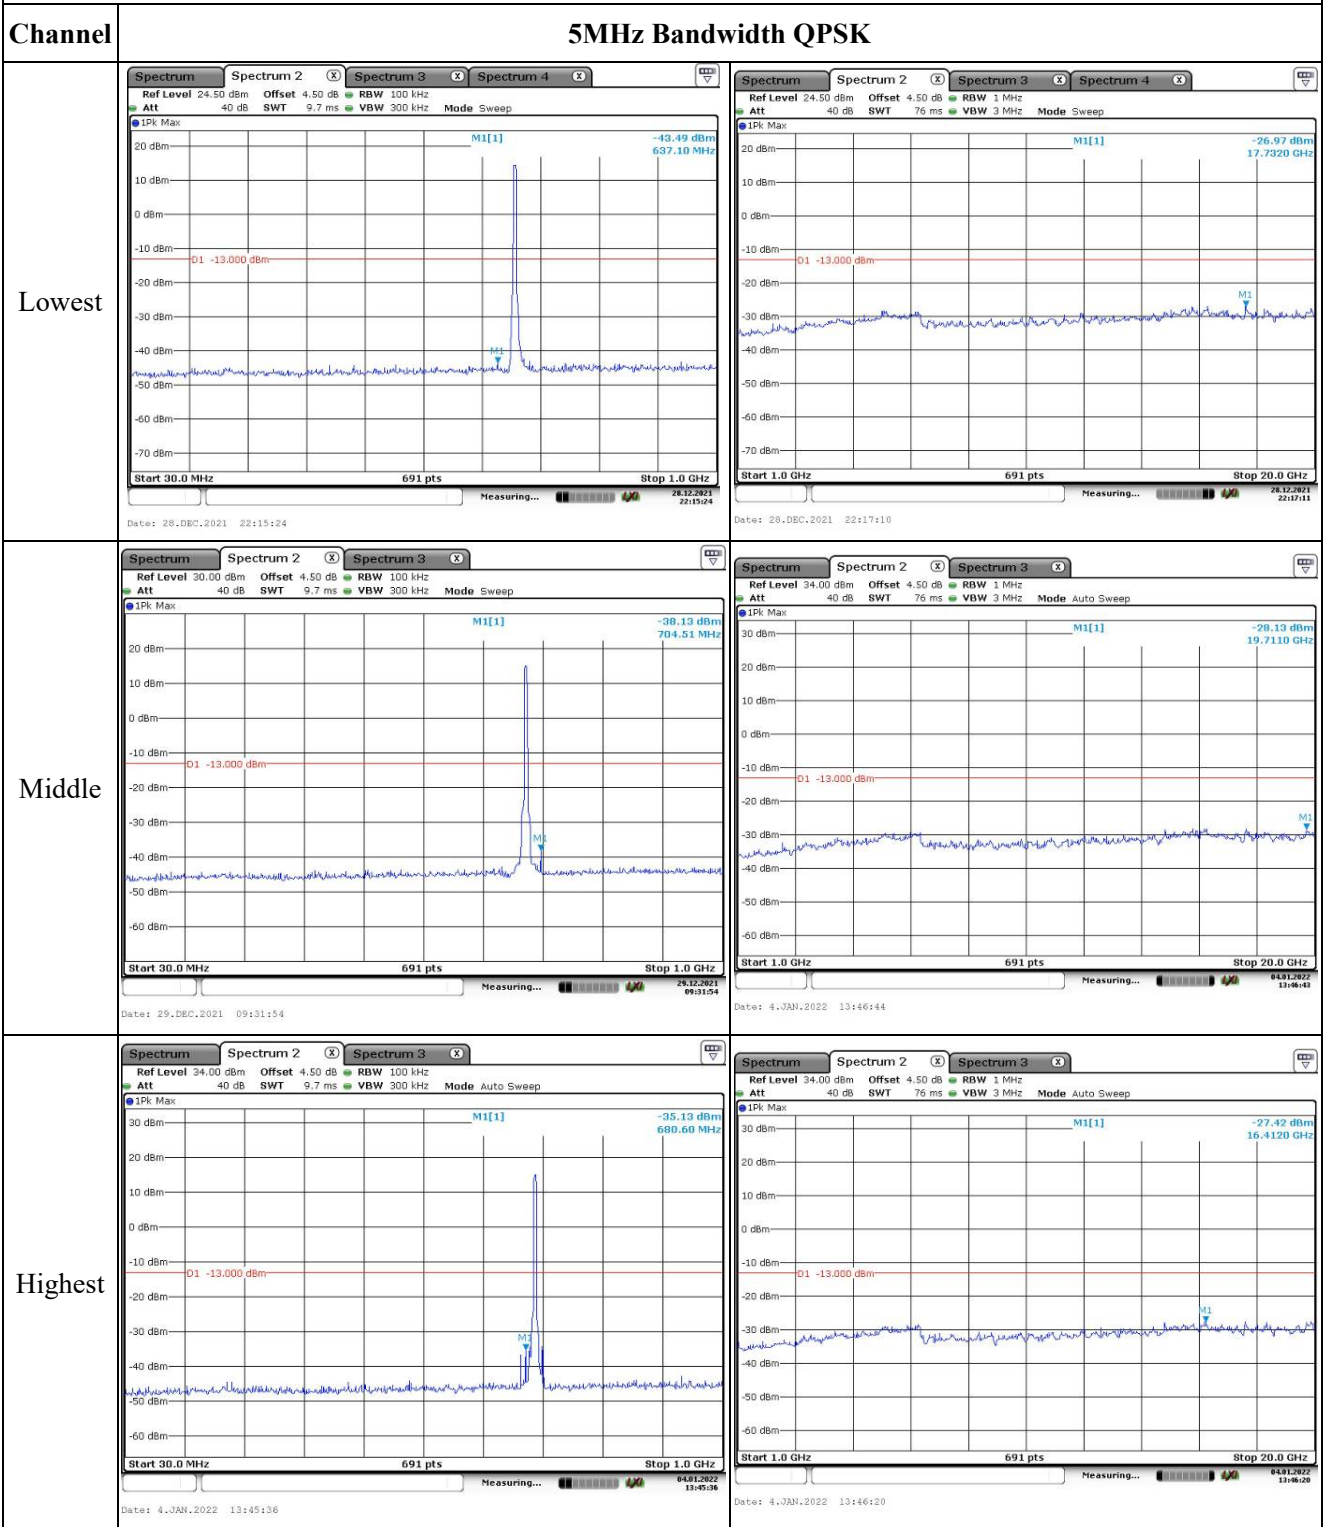 Channel 5MHz Bandwidth QPSK
Lowest
Spectrum Spectrum 2 X Spectrum 3 X Spectrum 4 X
Ref Level 24.50 dBm Offset 4.50 dB RBW 100 kHz
Att 40 dB SWT 9.7 ms VBW 300 kHz Mode Sweep
1Pk Max
M1[1] -43.49 dBm
637.10 MHz
20 dBm
10 dBm
0 dBm
-10 dBm
D1 -13.000 dBm
-20 dBm
-30 dBm
-40 dBm
M1
-50 dBm
-60 dBm
-70 dBm
Start 30.0 MHz 691 pts Stop 1.0 GHz
Measuring... 28.12.2021
22:15:24
Date: 28.DEC.2021 22:15:24
Spectrum Spectrum 2 X Spectrum 3 X Spectrum 4 X
Ref Level 24.50 dBm Offset 4.50 dB RBW 1 MHz
Att 40 dB SWT 76 ms VBW 3 MHz Mode Sweep
1Pk Max
M1[1] -26.97 dBm
17.7320 GHz
20 dBm
10 dBm
0 dBm
-10 dBm
D1 -13.000 dBm
-20 dBm
M1
-30 dBm
-40 dBm
-50 dBm
-60 dBm
-70 dBm
Start 1.0 GHz 691 pts Stop 20.0 GHz
Measuring... 28.12.2021
22:17:11
Date: 28.DEC.2021 22:17:10
Middle
Spectrum Spectrum 2 X Spectrum 3 X
Ref Level 30.00 dBm Offset 4.50 dB RBW 100 kHz
Att 40 dB SWT 9.7 ms VBW 300 kHz Mode Sweep
1Pk Max
M1[1] -38.13 dBm
704.51 MHz
20 dBm
10 dBm
0 dBm
-10 dBm
D1 -13.000 dBm
-20 dBm
-30 dBm
M1
-40 dBm
-50 dBm
-60 dBm
Start 30.0 MHz 691 pts Stop 1.0 GHz
Measuring... 29.12.2021
09:31:54
Date: 29.DEC.2021 09:31:54
Spectrum Spectrum 2 X Spectrum 3 X
Ref Level 34.00 dBm Offset 4.50 dB RBW 1 MHz
Att 40 dB SWT 76 ms VBW 3 MHz Mode Auto Sweep
1Pk Max
M1[1] -28.13 dBm
19.7110 GHz
30 dBm
20 dBm
10 dBm
0 dBm
-10 dBm
D1 -13.000 dBm
-20 dBm
M1
-30 dBm
-40 dBm
-50 dBm
-60 dBm
Start 1.0 GHz 691 pts Stop 20.0 GHz
Measuring... 04.01.2022
13:46:43
Date: 4.JAN.2022 13:46:44
Highest
Spectrum Spectrum 2 X Spectrum 3 X
Ref Level 34.00 dBm Offset 4.50 dB RBW 100 kHz
Att 40 dB SWT 9.7 ms VBW 300 kHz Mode Auto Sweep
1Pk Max
M1[1] -35.13 dBm
680.60 MHz
30 dBm
20 dBm
10 dBm
0 dBm
-10 dBm
D1 -13.000 dBm
-20 dBm
-30 dBm
M1
-40 dBm
-50 dBm
-60 dBm
Start 30.0 MHz 691 pts Stop 1.0 GHz
Measuring... 04.01.2022
13:45:36
Date: 4.JAN.2022 13:45:36
Spectrum Spectrum 2 X Spectrum 3 X
Ref Level 34.00 dBm Offset 4.50 dB RBW 1 MHz
Att 40 dB SWT 76 ms VBW 3 MHz Mode Auto Sweep
1Pk Max
M1[1] -27.42 dBm
16.4120 GHz
30 dBm
20 dBm
10 dBm
0 dBm
-10 dBm
D1 -13.000 dBm
-20 dBm
M1
-30 dBm
-40 dBm
-50 dBm
-60 dBm
Start 1.0 GHz 691 pts Stop 20.0 GHz
Measuring... 04.01.2022
13:46:20
Date: 4.JAN.2022 13:46:20